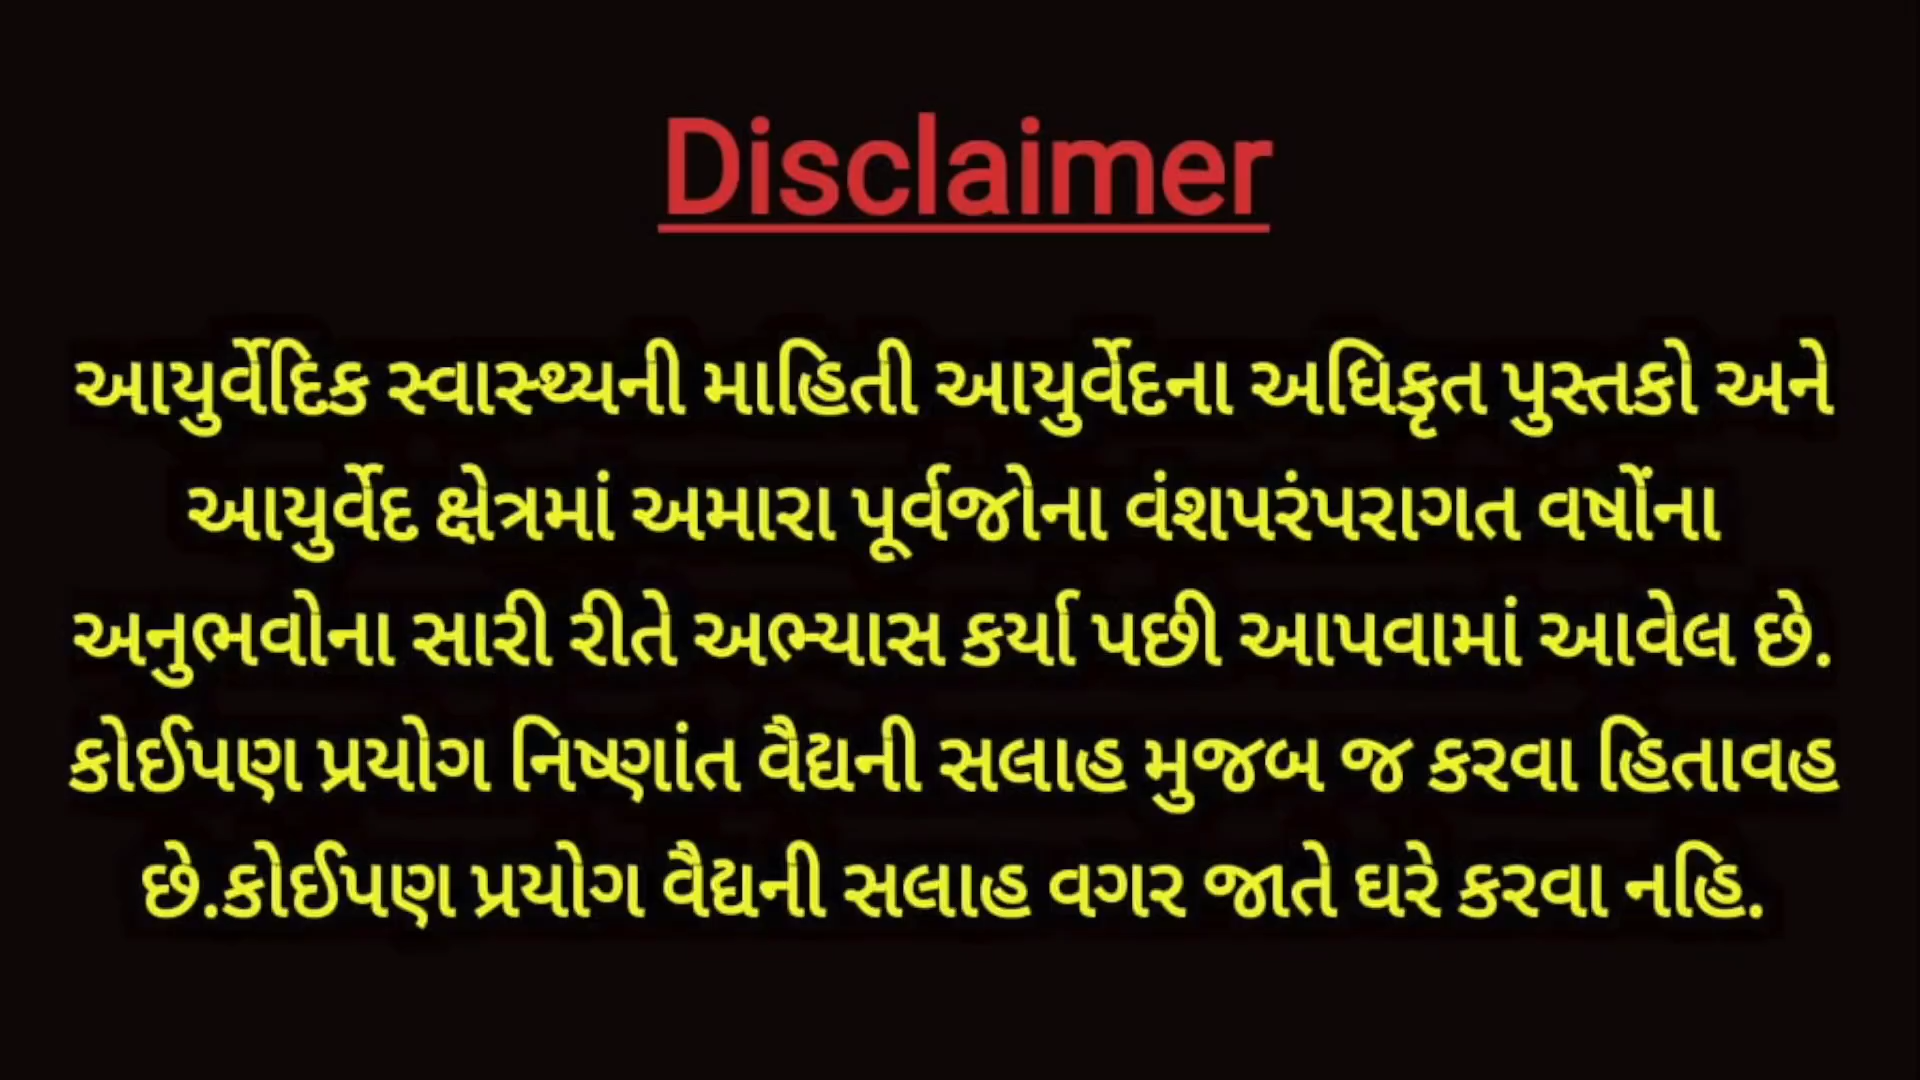 Disclaimer
આયુર્વેદિક સ્વાસ્થ્યની માહિતી આયુર્વેદના અધિકૃત પુસ્તકો અને
આયુર્વેદ ક્ષેત્રમાં અમારા પૂર્વજોના વંશપરંપરાગત વર્ષોના
અનુભવોના સારી રીતે અભ્યાસ કર્યા પછી આપવામાં આવેલ છે.
કોઈપણ પ્રયોગ નિષ્ણાંત વૈદ્યની સલાહ મુજબ જ કરવા હિતાવહ
છે.કોઈપણ પ્રયોગ વૈદ્યની સલાહ વગર જાતે ઘરે કરવા નહિ.